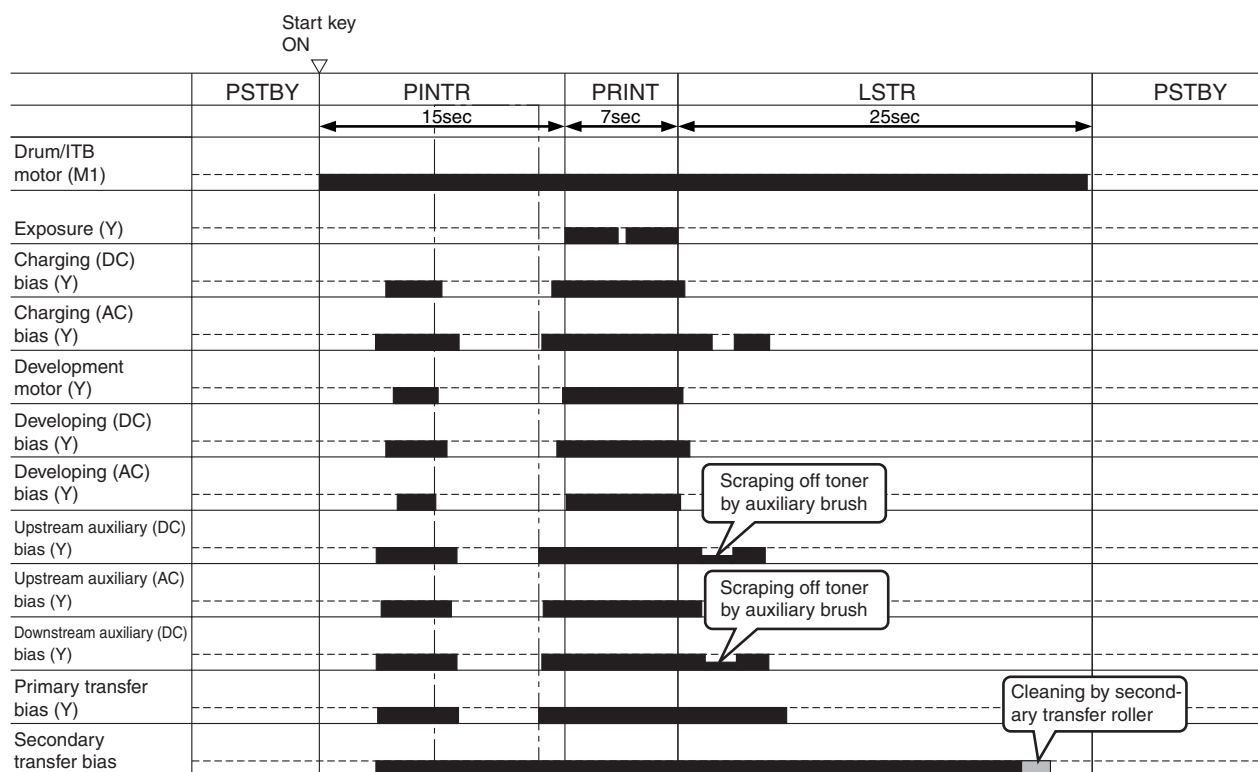 Start key
ON
PSTBY PINTR PRINT LSTR PSTBY
15sec 7sec 25sec
Drum/ITB
motor (M1)
Exposure (Y)
Charging (DC)
bias (Y)
Charging (AC)
bias (Y)
Development
motor (Y)
Developing (DC)
bias (Y)
Developing (AC)
bias (Y)
Scraping off toner
by auxiliary brush
Upstream auxiliary (DC)
bias (Y)
Upstream auxiliary (AC)
bias (Y)
Scraping off toner
by auxiliary brush
Downstream auxiliary (DC)
bias (Y)
Primary transfer
bias (Y)
Cleaning by second-
ary transfer roller
Secondary
transfer bias